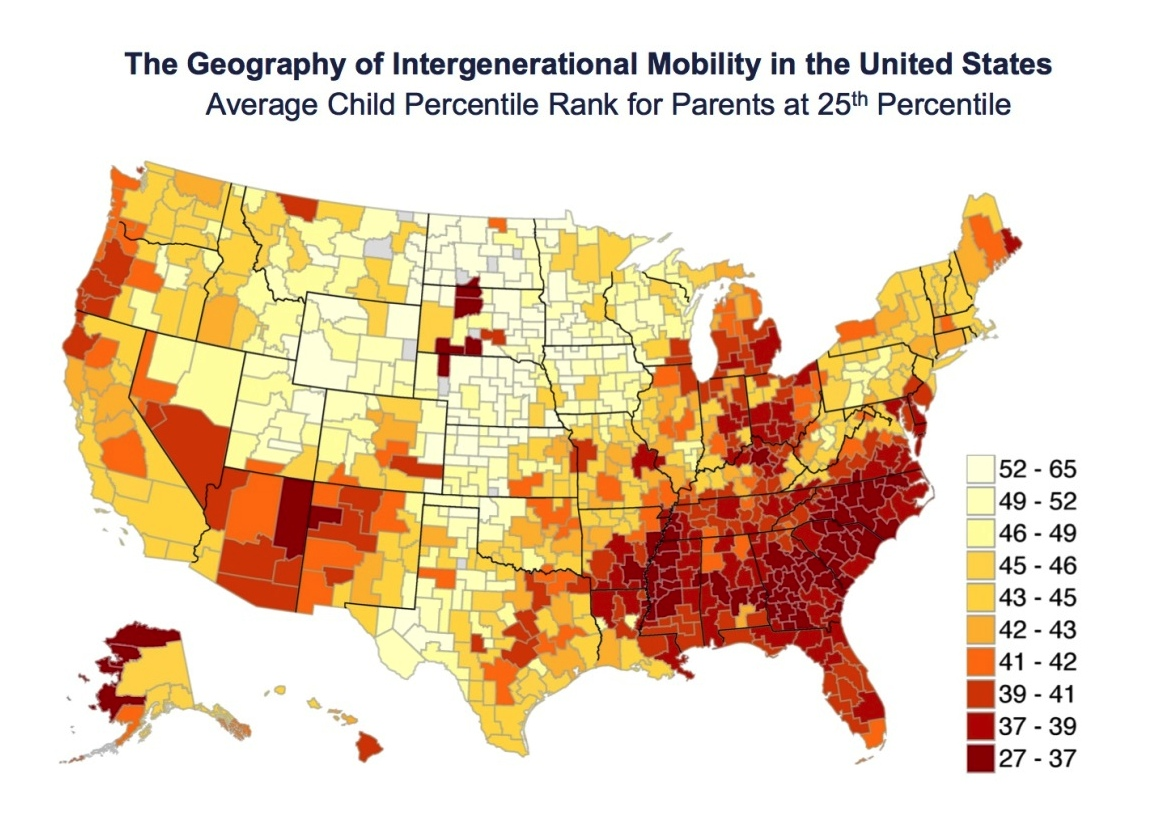 The Geography of Intergenerational Mobility in the United States
Average Child Percentile Rank for Parents at 25th Percentile
52 - 65
49 - 52
46 - 49
45 - 46
43 - 45
42 - 43
41 - 42
39 - 41
37 - 39
27 - 37